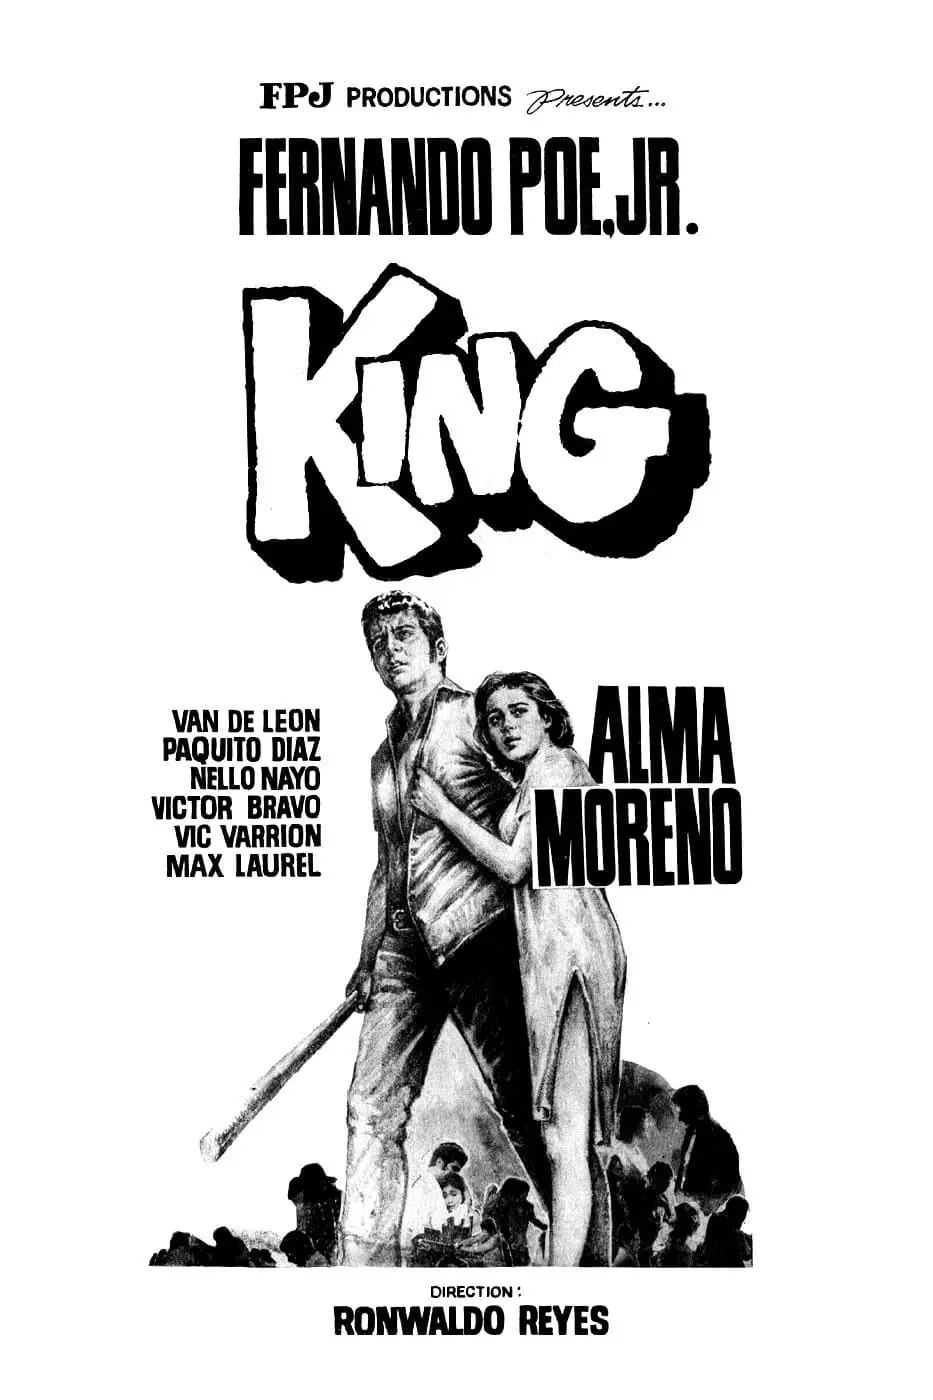 FPJ PRODUCTIONS Presents...
FERNANDO POE, JR.
KING
VAN DE LEON
PAQUITO DIAZ
NELLO NAYO
VICTOR BRAVO
VIC VARRION
MAX LAUREL
ALMA
MORENO
DIRECTION:
RONWALDO REYES